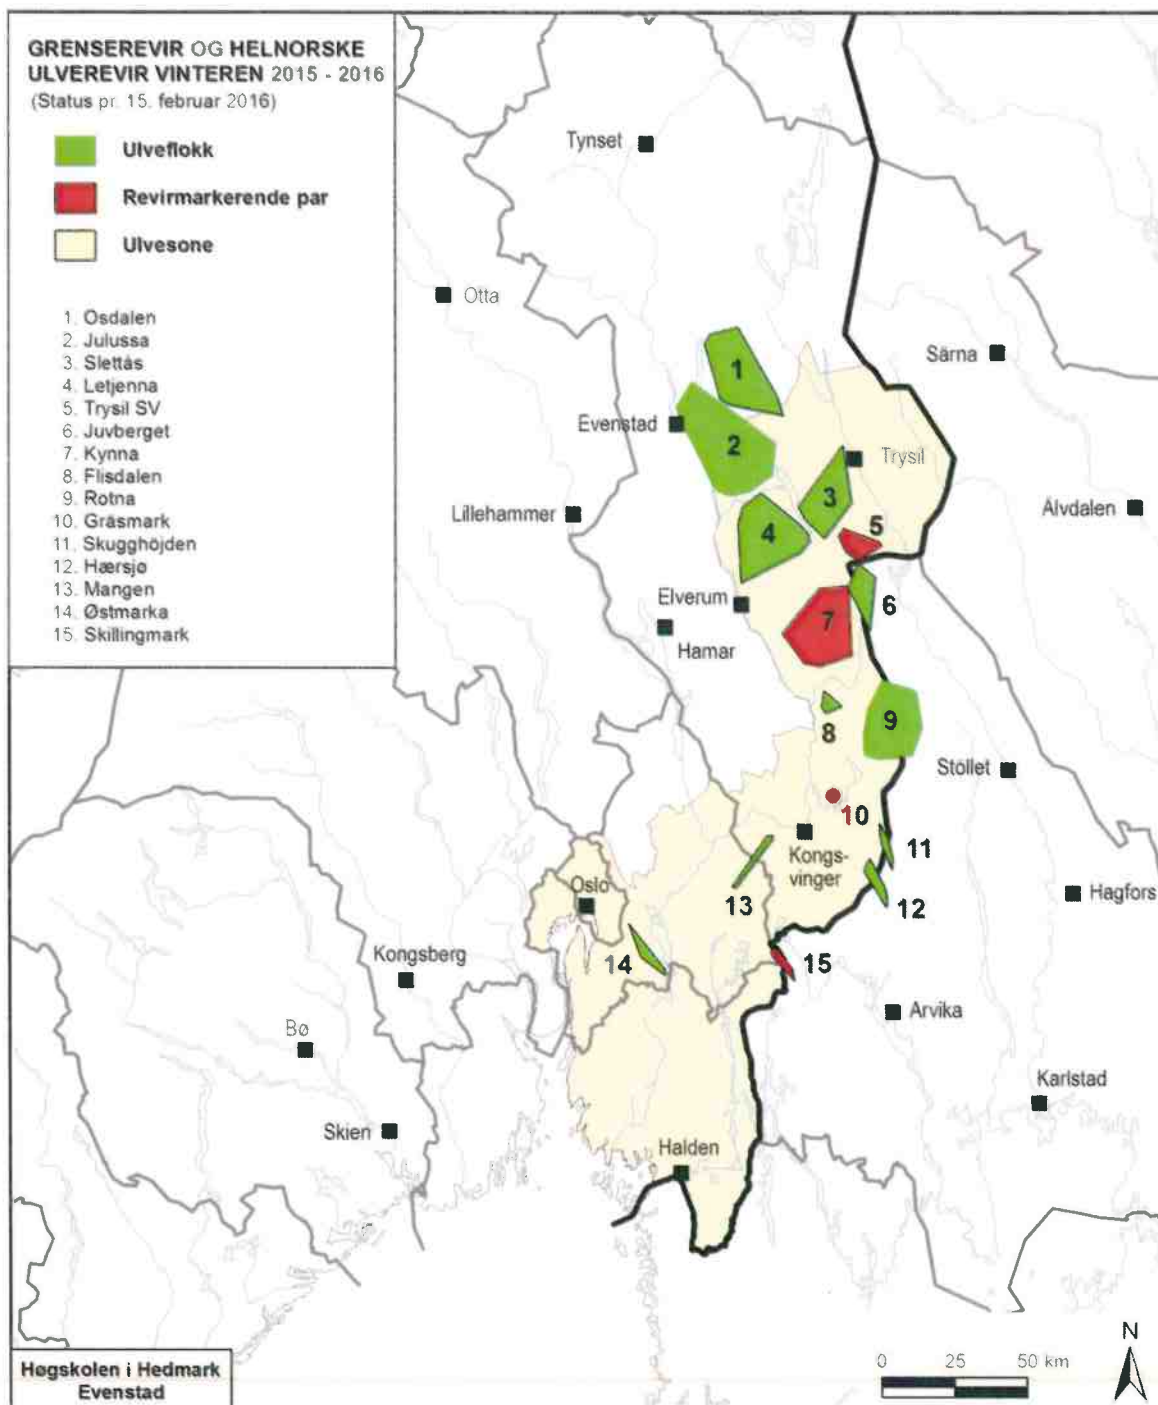 GRENSEREVIR OG HELNORSKE
ULVEREVIR VINTEREN 2015 - 2016
(Status pr. 15. februar 2016)
Ulveflokk
Revirmarkerende par
Ulvesone
1. Osdalen
2. Julussa
3. Slettås
4. Letjenna
5. Trysil SV
6. Juvberget
7. Kynna
8. Flisdalen
9. Rotna
10. Gräsmark
11. Skugghöjden
12. Hærsjø
13. Mangen
14. Østmarka
15. Skillingmark
Tynset
Otta
Särna
1
Evenstad
2
Trysil
3
Lillehammer
Älvdalen
4
5
Elverum
6
7
Hamar
8
9
Stöllet
10
Kongs-
vinger
11
13
12
Hagfors
Oslo
14
15
Kongsberg
Arvika
Bø
Karlstad
Skien
Halden
N
0 25 50 km
Høgskolen i Hedmark
Evenstad